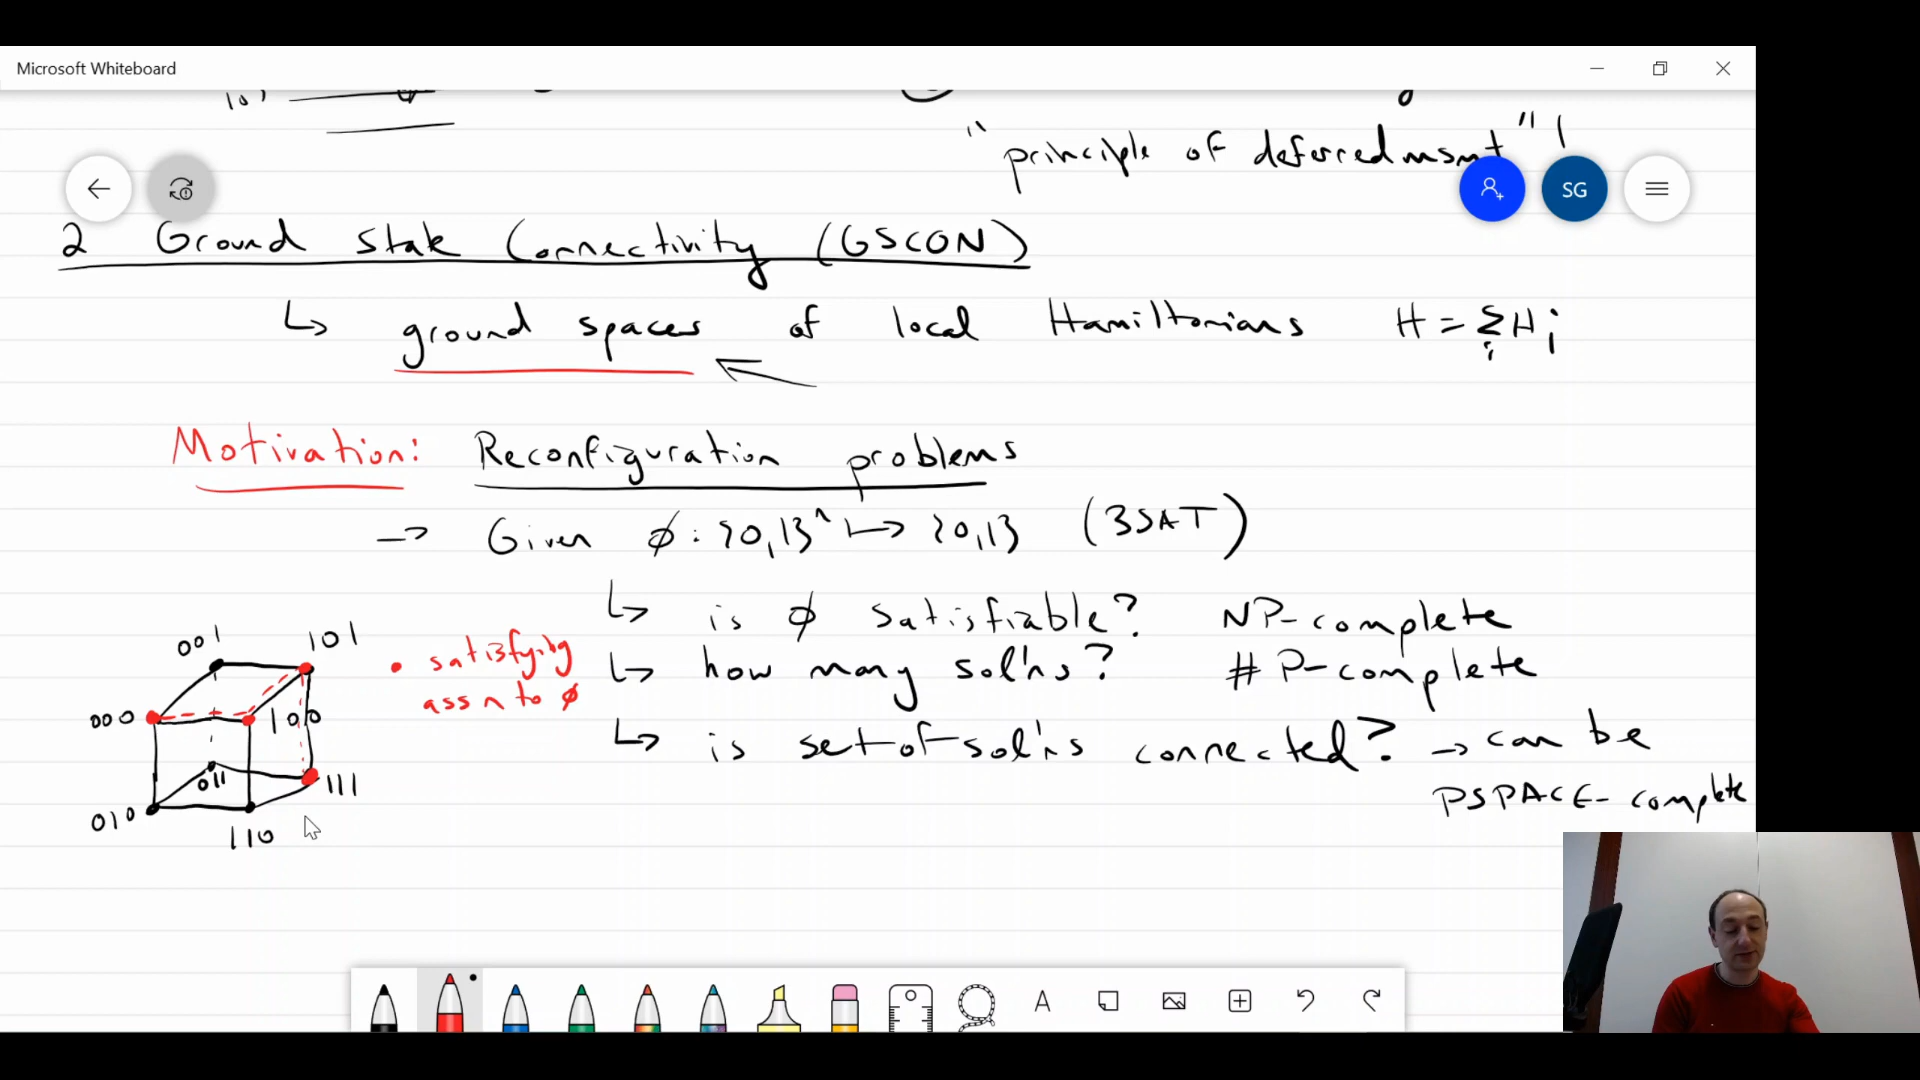 Microsoft Whiteboard
"principle of deferred msmt" !
SG
2 Ground State Connectivity (GSCON)
↳ ground spaces of local Hamiltonians H = Σ_i H_i
Motivation: Reconfiguration problems
→ Given ϕ : {0,1}^n ↦ {0,1} (3SAT)
↳ is ϕ satisfiable? NP-complete
↳ how many sol'ns? #P-complete
↳ is set of sol'ns connected? → can be
PSPACE-complete
001 101
• satisfying
assn to ϕ
000 100
011 111
010 110